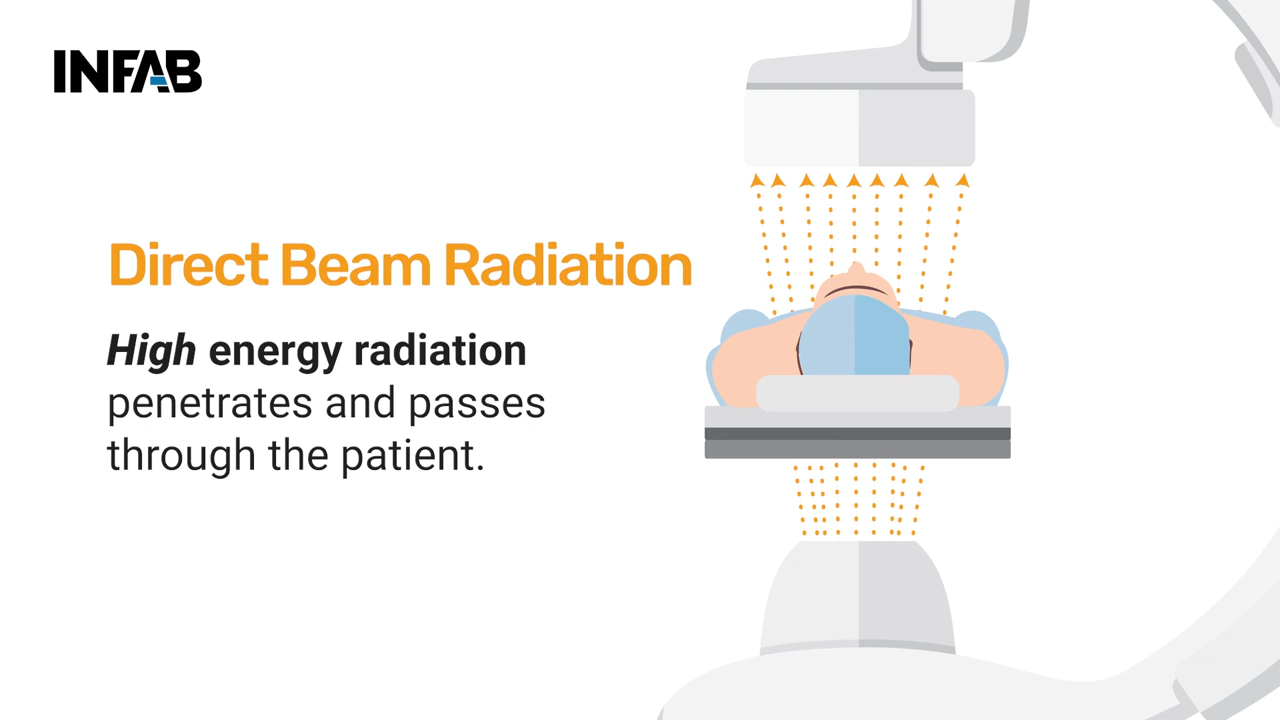 INFAB
Direct Beam Radiation
High energy radiation
penetrates and passes
through the patient.